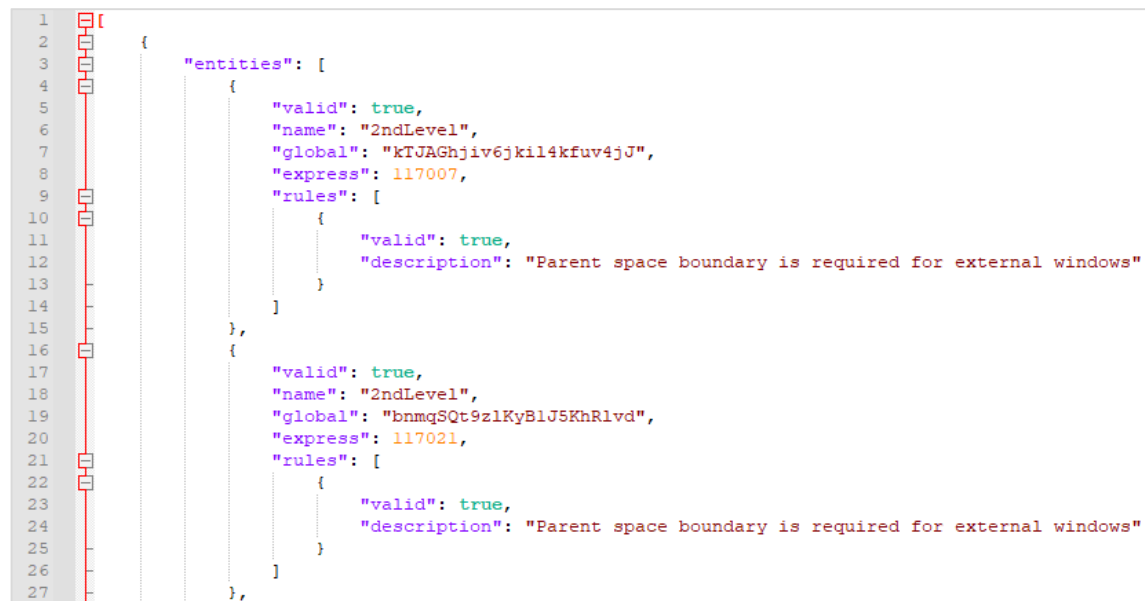 1 [
2 {
3 "entities": [
4 {
5 "valid": true,
6 "name": "2ndLevel",
7 "global": "kTJAGhjiv6jkil4kfuv4jJ",
8 "express": 117007,
9 "rules": [
10 {
11 "valid": true,
12 "description": "Parent space boundary is required for external windows"
13 }
14 ]
15 },
16 {
17 "valid": true,
18 "name": "2ndLevel",
19 "global": "bnmqSQt9zlKyBlJ5KhRlvd",
20 "express": 117021,
21 "rules": [
22 {
23 "valid": true,
24 "description": "Parent space boundary is required for external windows"
25 }
26 ]
27 },